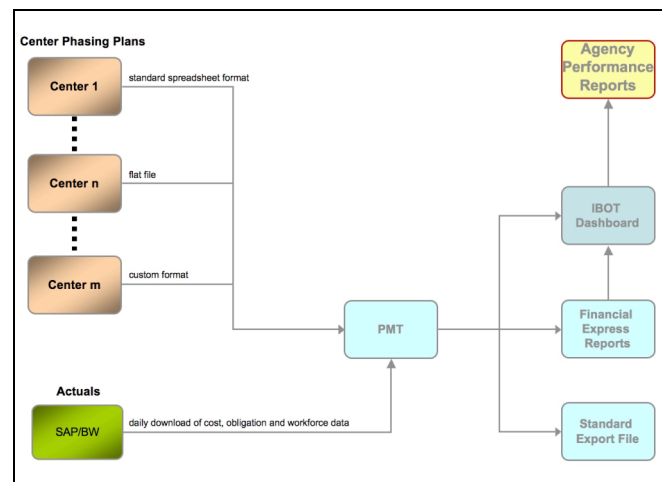 Center Phasing Plans
Center 1
standard spreadsheet format
Center n
flat file
Center m
custom format
Actuals
SAP/BW
daily download of cost, obligation and workforce data
PMT
Agency
Performance
Reports
IBOT
Dashboard
Financial
Express
Reports
Standard
Export File